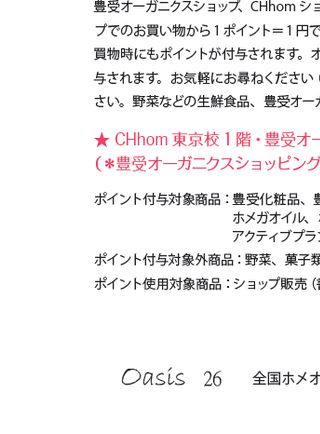 豊受オーガニクスショップ、CHhom ショ
プでのお買い物から1ポイント＝1円で
買物時にもポイントが付与されます。オ
与されます。お気軽にお尋ねください（
さい。野菜などの生鮮食品、豊受オーガ
★ CHhom 東京校1階・豊受オー
（＊豊受オーガニクスショッピング
ポイント付与対象商品：豊受化粧品、豊
ホメガオイル、
アクティブプラン
ポイント付与対象外商品：野菜、菓子類
ポイント使用対象商品：ショップ販売（
Oasis 26 全国ホメオ